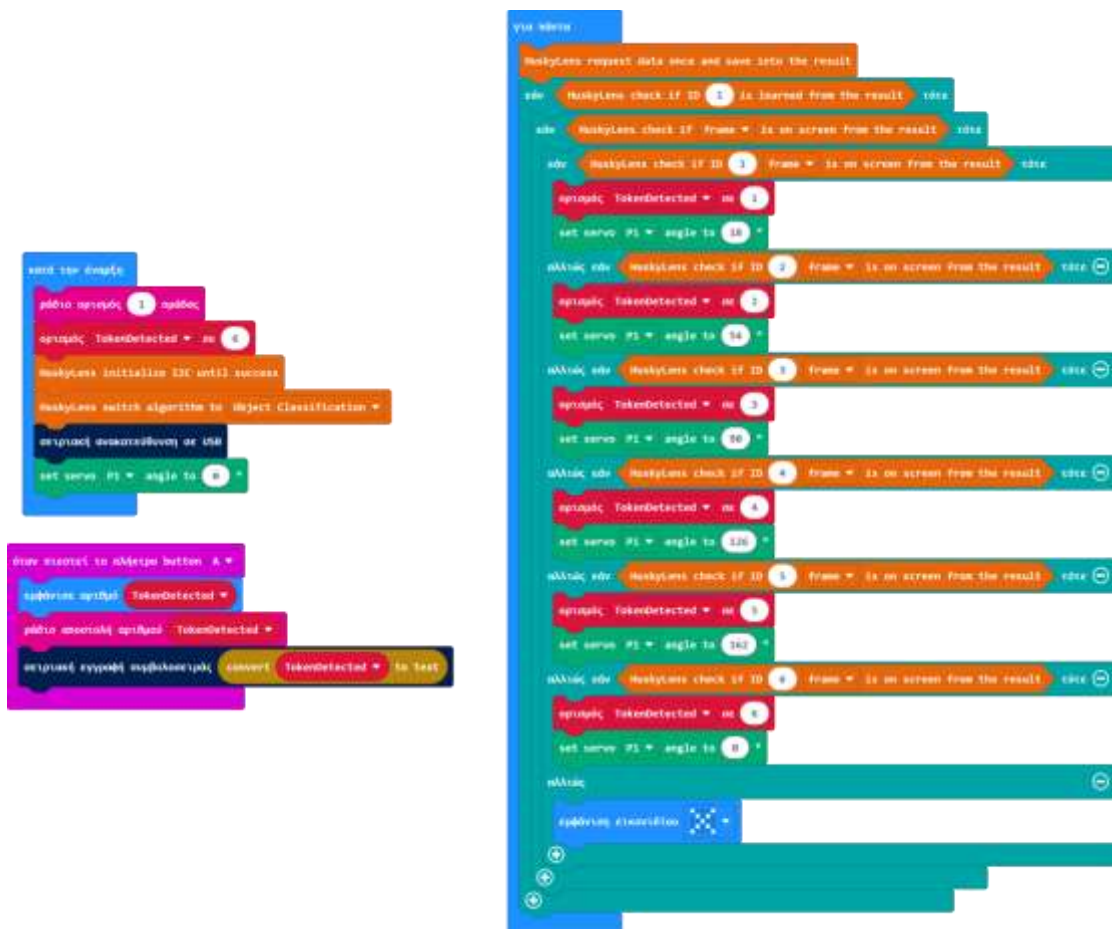 κατά την έναρξη
ράδιο ορισμός 1 ομάδας
ορισμός TokenDetected σε
HuskyLens initialize I2C until success
HuskyLens switch algorithm to Object Classification
σειριακή ανακατεύθυνση σε USB
set servo P1 angle to 0 °
όταν πιεστεί το πλήκτρο button A
εμφάνισε αριθμό TokenDetected
ράδιο αποστολή αριθμού TokenDetected
σειριακή εγγραφή συμβολοσειράς convert TokenDetected to Text
για πάντα
HuskyLens request data once and save into the result
εάν HuskyLens check if ID 1 is learned from the result τότε
εάν HuskyLens check if frame is on screen from the result τότε
εάν HuskyLens check if ID 1 frame is on screen from the result τότε
ορισμός TokenDetected σε 1
set servo P1 angle to 18 °
αλλιώς εάν HuskyLens check if ID 2 frame is on screen from the result τότε
ορισμός TokenDetected σε 2
set servo P1 angle to 54 °
αλλιώς εάν HuskyLens check if ID 3 frame is on screen from the result τότε
ορισμός TokenDetected σε 3
set servo P1 angle to 90 °
αλλιώς εάν HuskyLens check if ID 4 frame is on screen from the result τότε
ορισμός TokenDetected σε 4
set servo P1 angle to 126 °
αλλιώς εάν HuskyLens check if ID 5 frame is on screen from the result τότε
ορισμός TokenDetected σε 5
set servo P1 angle to 162 °
αλλιώς εάν HuskyLens check if ID 6 frame is on screen from the result τότε
ορισμός TokenDetected σε 6
set servo P1 angle to 0 °
αλλιώς
εμφάνιση εικονιδίου